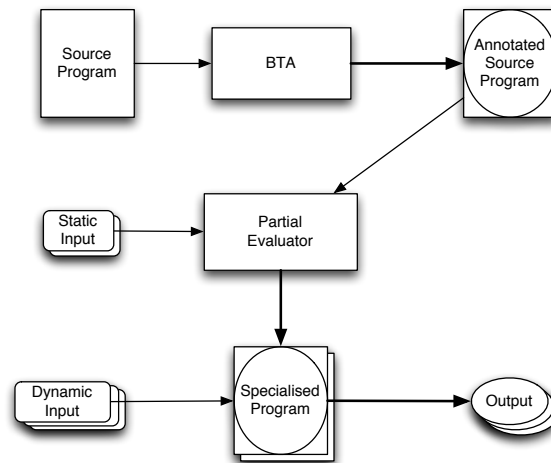 Source
Program
BTA
Annotated
Source
Program
Static
Input
Partial
Evaluator
Dynamic
Input
Specialised
Program
Output